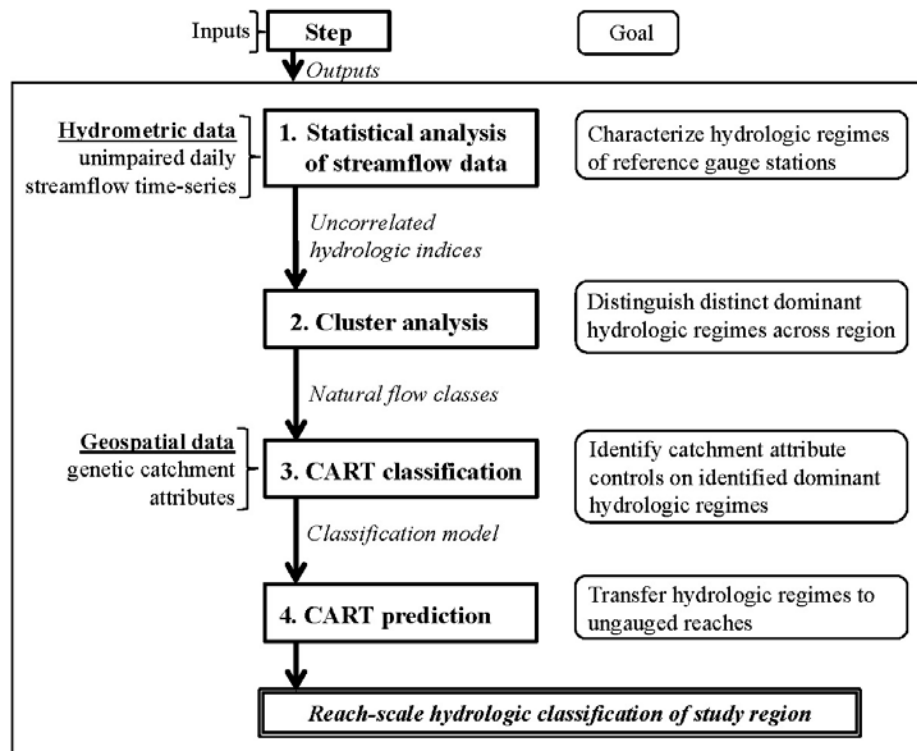 Inputs
Step
Goal
Outputs
Hydrometric data
unimpaired daily
streamflow time-series
1. Statistical analysis
of streamflow data
Characterize hydrologic regimes
of reference gauge stations
Uncorrelated
hydrologic indices
2. Cluster analysis
Distinguish distinct dominant
hydrologic regimes across region
Natural flow classes
Geospatial data
genetic catchment
attributes
3. CART classification
Identify catchment attribute
controls on identified dominant
hydrologic regimes
Classification model
4. CART prediction
Transfer hydrologic regimes to
ungauged reaches
Reach-scale hydrologic classification of study region